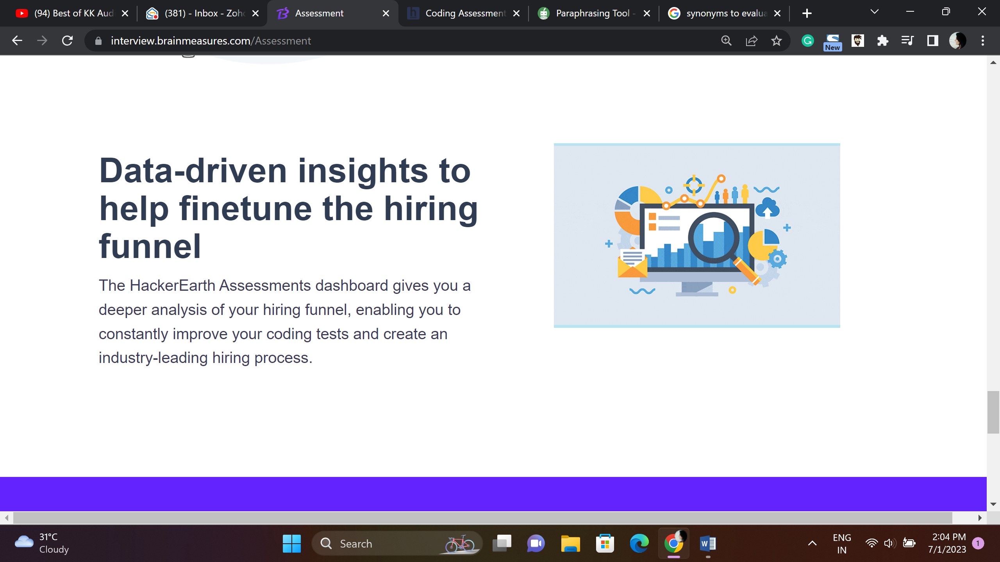 (94) Best of KK Aud
(381) - Inbox - Zoh
Assessment
Coding Assessment
Paraphrasing Tool -
synonyms to evalua
interview.brainmeasures.com/Assessment
New
Data-driven insights to
help finetune the hiring
funnel
The HackerEarth Assessments dashboard gives you a
deeper analysis of your hiring funnel, enabling you to
constantly improve your coding tests and create an
industry-leading hiring process.
31°C
Cloudy
Search
ENG
IN
2:04 PM
7/1/2023
1